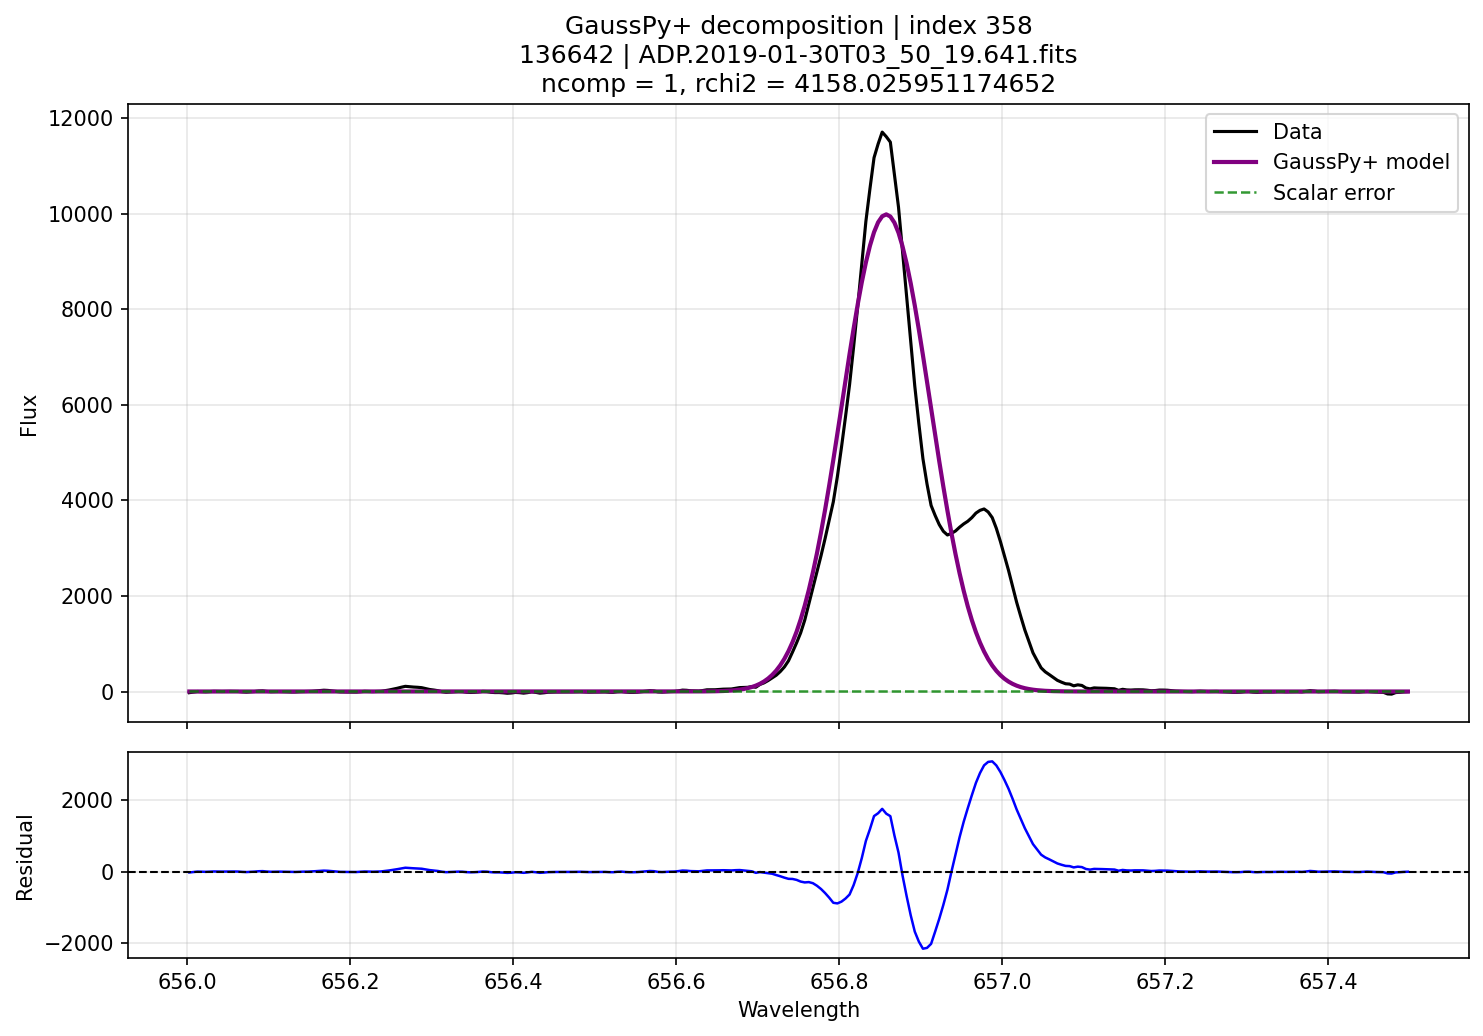 GaussPy+ decomposition | index 358
136642 | ADP.2019-01-30T03_50_19.641.fits
ncomp = 1, rchi2 = 4158.025951174652
12000
10000
8000
6000
4000
2000
0
Flux
Data
GaussPy+ model
Scalar error
2000
0
−2000
Residual
656.0 656.2 656.4 656.6 656.8 657.0 657.2 657.4
Wavelength